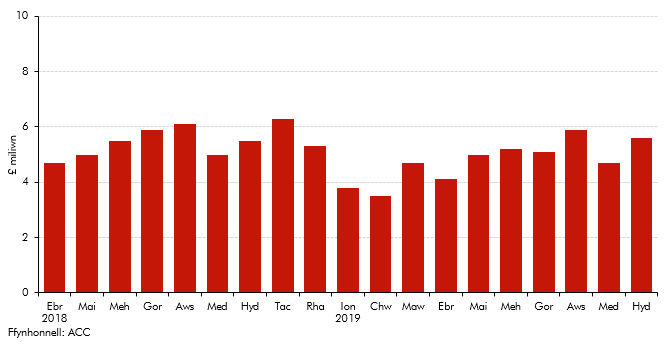 10
8
6
4
2
0
£ miliwn
Ebr Mai Meh Gor Aws Med Hyd Tac Rha Ion Chw Maw Ebr Mai Meh Gor Aws Med Hyd
2018 2019
Ffynhonnell: ACC